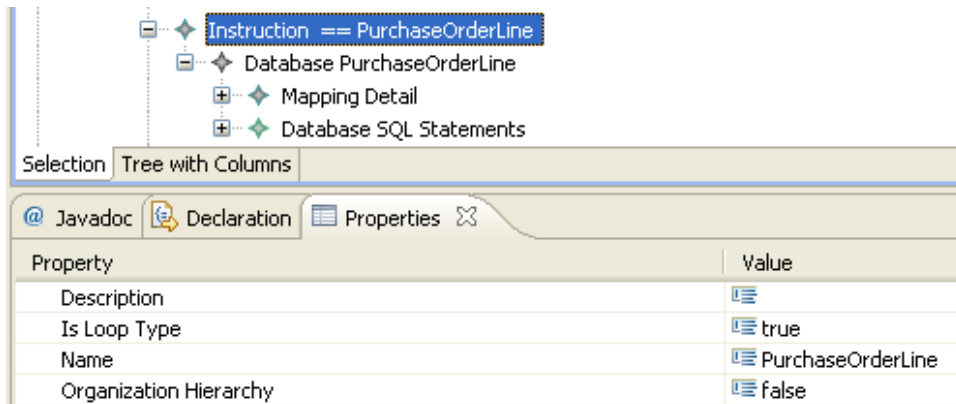 Instruction == PurchaseOrderLine
Database PurchaseOrderLine
Mapping Detail
Database SQL Statements
Selection Tree with Columns
@ Javadoc Declaration Properties
Property Value
Description
Is Loop Type true
Name PurchaseOrderLine
Organization Hierarchy false